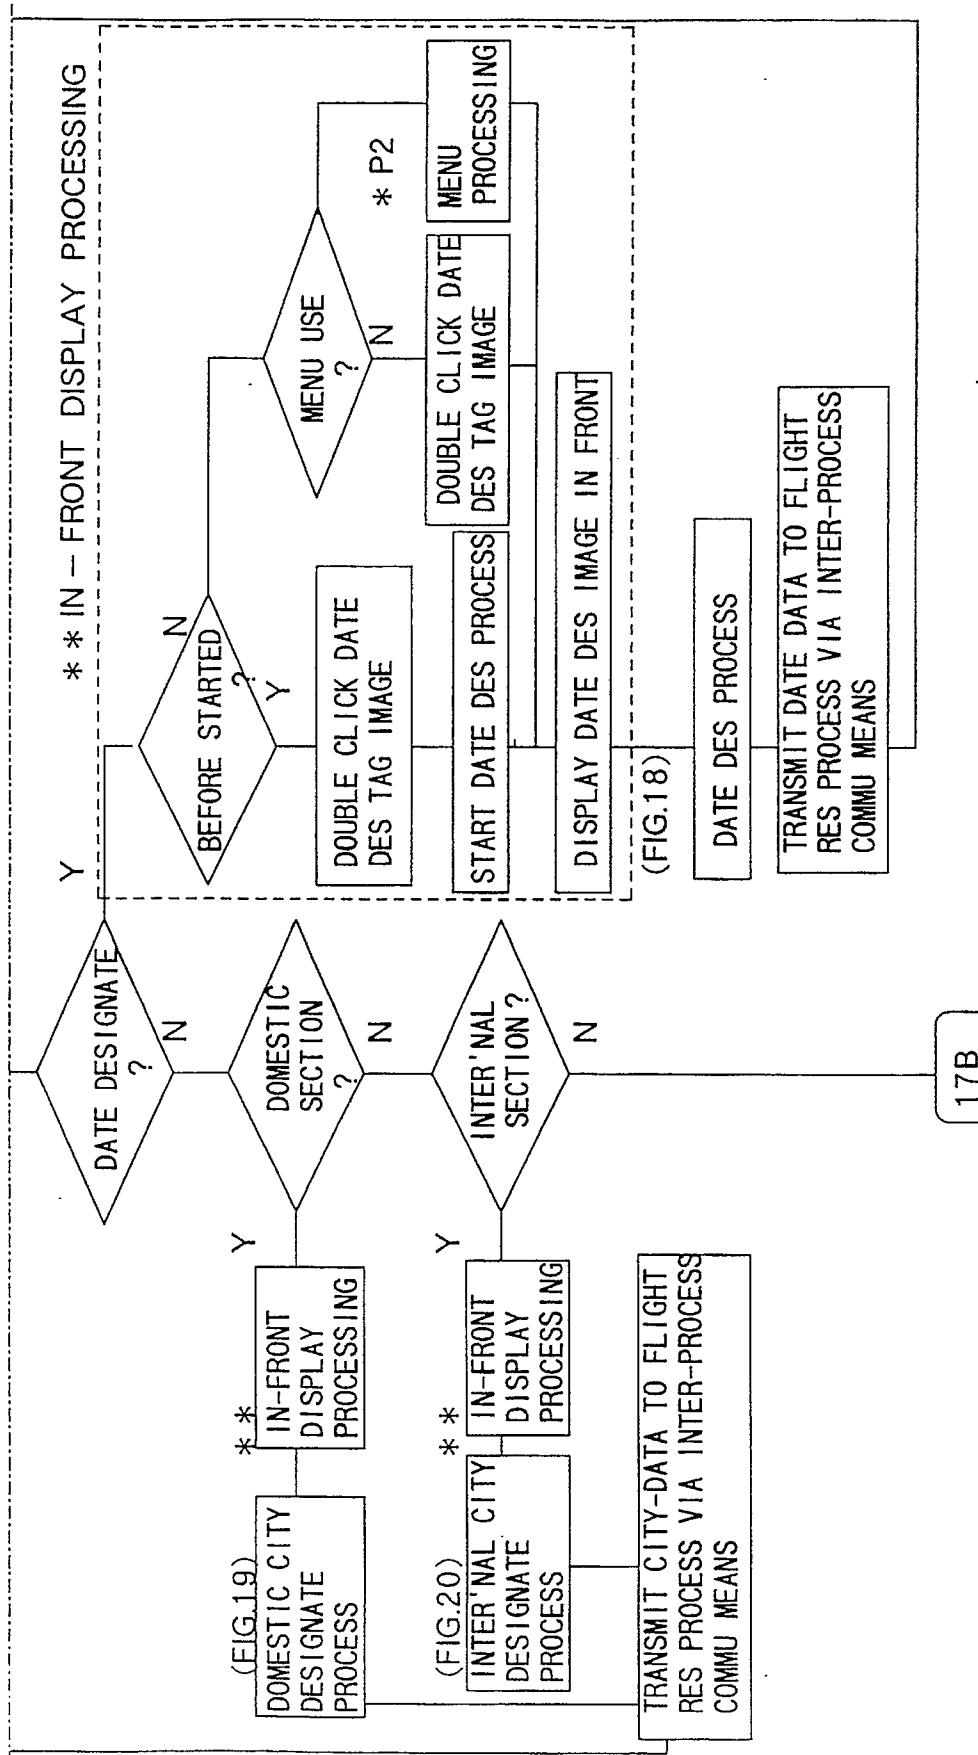 Y
** IN-FRONT DISPLAY PROCESSING
DATE DESIGNATE
?
N
BEFORE STARTED
?
N
Y
MENU USE
?
N
* P2
DOUBLE CLICK DATE
DES TAG IMAGE
DOUBLE CLICK DATE
DES TAG IMAGE
MENU
PROCESSING
START DATE DES PROCESS
DISPLAY DATE DES IMAGE IN FRONT
(FIG.18)
DATE DES PROCESS
TRANSMIT DATE DATA TO FLIGHT
RES PROCESS VIA INTER-PROCESS
COMMU MEANS
DOMESTIC
SECTION
?
Y
N
**
IN-FRONT
DISPLAY
PROCESSING
(FIG.19)
DOMESTIC CITY
DESIGNATE
PROCESS
INTER'NAL
SECTION?
Y
N
**
IN-FRONT
DISPLAY
PROCESSING
(FIG.20)
INTER'NAL CITY
DESIGNATE
PROCESS
TRANSMIT CITY-DATA TO FLIGHT
RES PROCESS VIA INTER-PROCESS
COMMU MEANS
17B